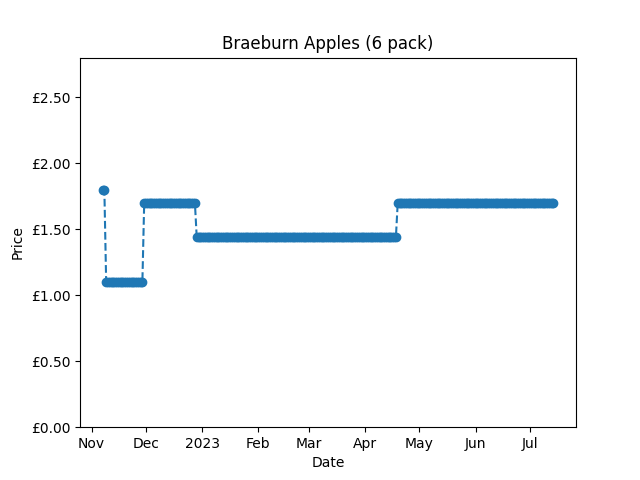 Braeburn Apples (6 pack)
£2.50
£2.00
£1.50
£1.00
£0.50
£0.00
Price
Nov Dec 2023 Feb Mar Apr May Jun Jul
Date